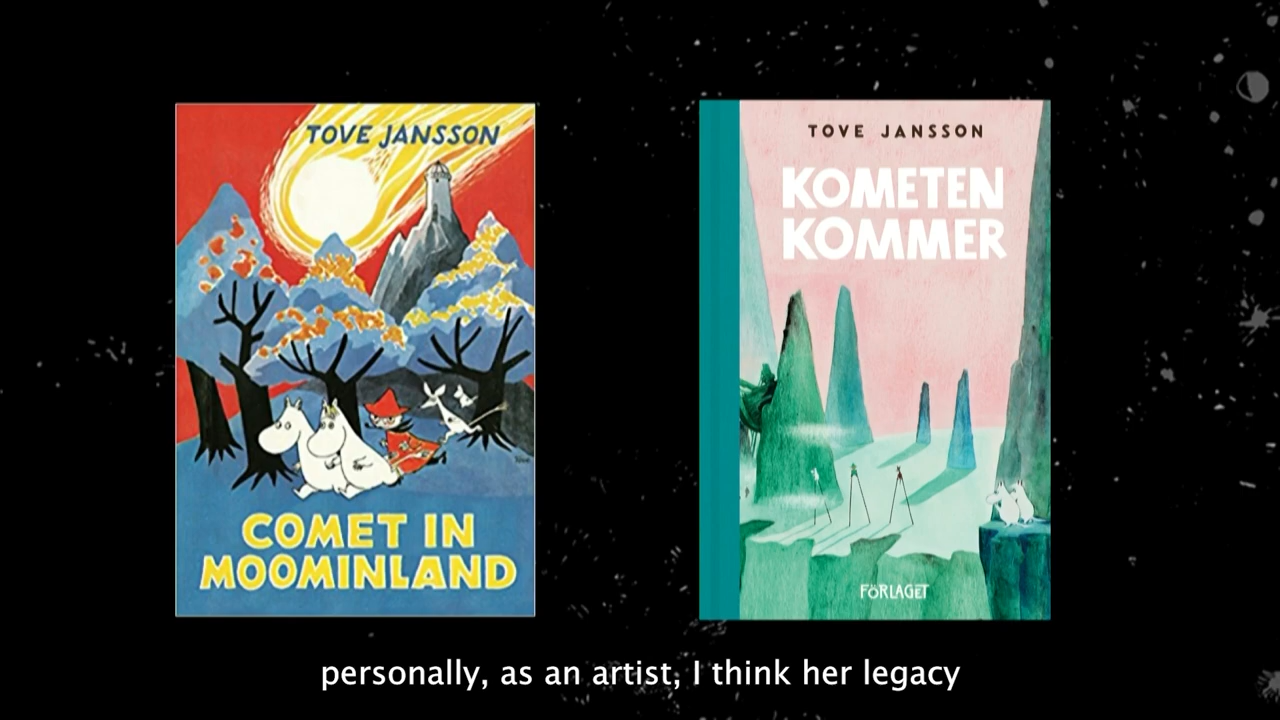 TOVE JANSSON
COMET IN
MOOMINLAND
TOVE JANSSON
KOMETEN
KOMMER
FÖRLAGET
personally, as an artist, I think her legacy